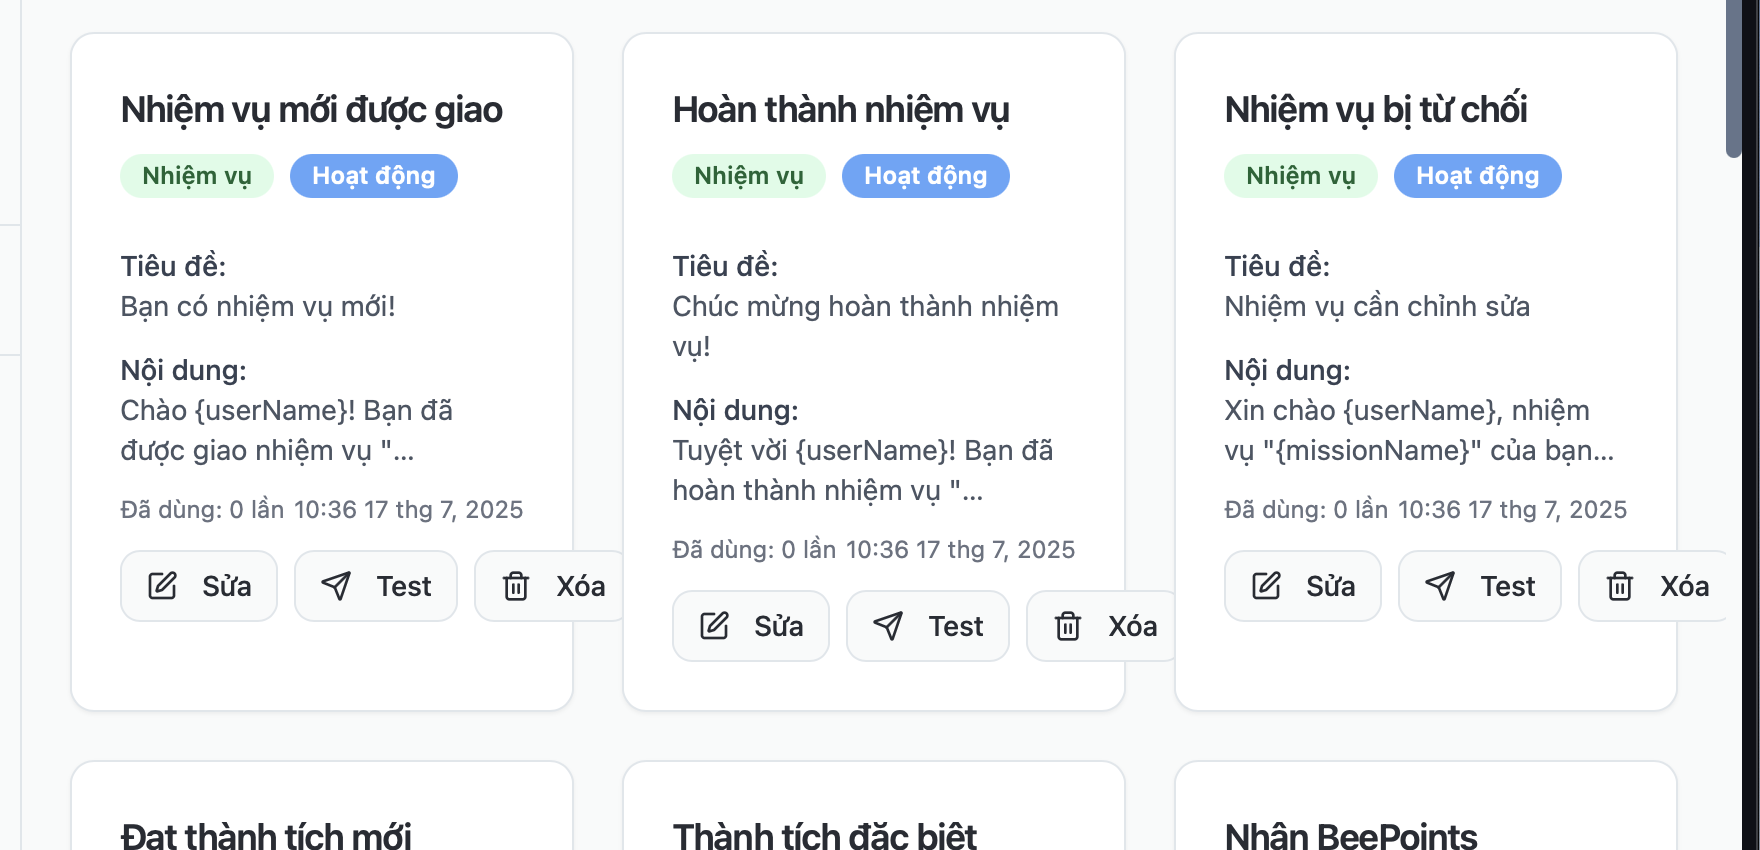 Nhiệm vụ mới được giao
Nhiệm vụ Hoạt động
Tiêu đề:
Bạn có nhiệm vụ mới!
Nội dung:
Chào {userName}! Bạn đã
được giao nhiệm vụ "...
Đã dùng: 0 lần 10:36 17 thg 7, 2025
Sửa Test Xóa
Hoàn thành nhiệm vụ
Nhiệm vụ Hoạt động
Tiêu đề:
Chúc mừng hoàn thành nhiệm
vụ!
Nội dung:
Tuyệt vời {userName}! Bạn đã
hoàn thành nhiệm vụ "...
Đã dùng: 0 lần 10:36 17 thg 7, 2025
Sửa Test Xóa
Nhiệm vụ bị từ chối
Nhiệm vụ Hoạt động
Tiêu đề:
Nhiệm vụ cần chỉnh sửa
Nội dung:
Xin chào {userName}, nhiệm
vụ "{missionName}" của bạn...
Đã dùng: 0 lần 10:36 17 thg 7, 2025
Sửa Test Xóa
Đạt thành tích mới
Thành tích đặc biệt
Nhận BeePoints